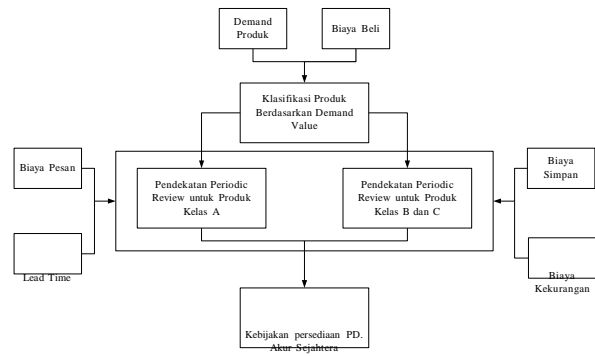 Demand
Produk
Biaya Beli
Klasifikasi Produk
Berdasarkan Demand
Value
Biaya Pesan
Pendekatan Periodic
Review untuk Produk
Kelas A
Pendekatan Periodic
Review untuk Produk
Kelas B dan C
Biaya
Simpan
Lead Time
Biaya
Kekurangan
Kebijakan persediaan PD.
Akur Sejahtera